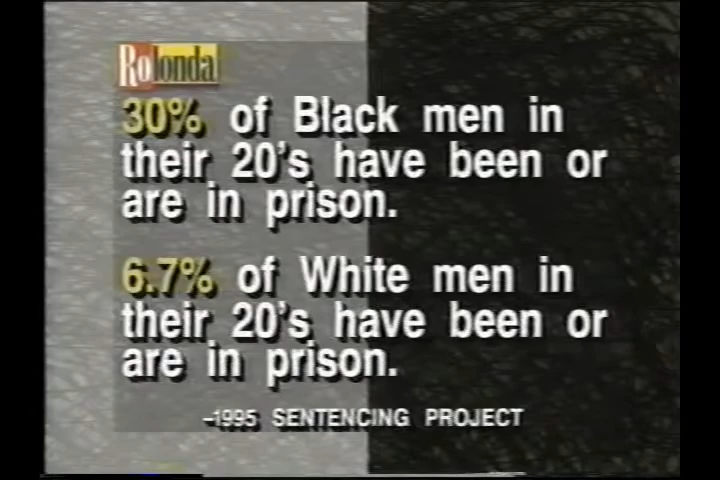 Rolonda
30% of Black men in
their 20's have been or
are in prison.
6.7% of White men in
their 20's have been or
are in prison.
-1995 SENTENCING PROJECT